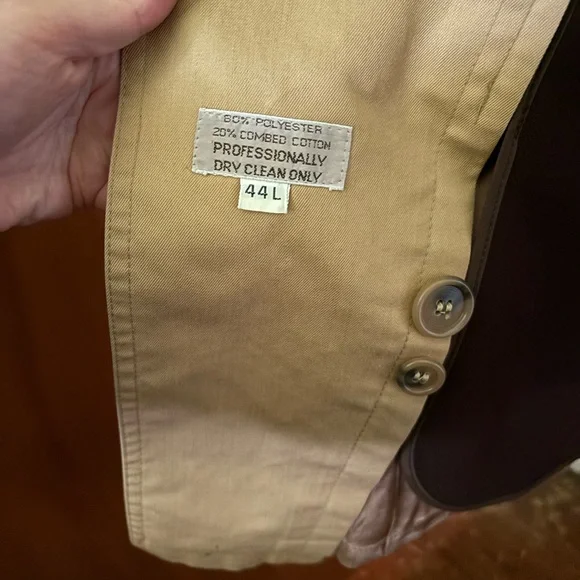 80% POLYESTER
20% COMBED COTTON
PROFESSIONALLY
DRY CLEAN ONLY
44L